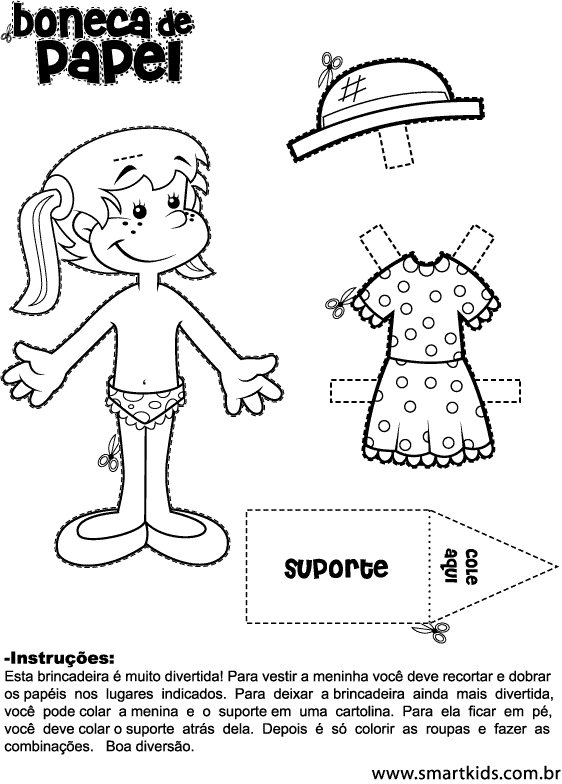 boneca de
papel
suporte
cole
aqui
-Instruções:
Esta brincadeira é muito divertida! Para vestir a meninha você deve recortar e dobrar
os papéis nos lugares indicados. Para deixar a brincadeira ainda mais divertida,
você pode colar a menina e o suporte em uma cartolina. Para ela ficar em pé,
você deve colar o suporte atrás dela. Depois é só colorir as roupas e fazer as
combinações. Boa diversão.
www.smartkids.com.br